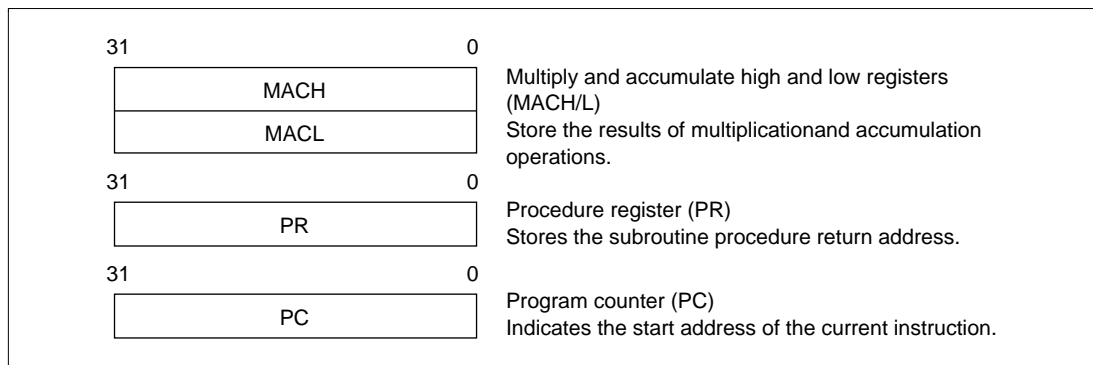 31 0
MACH
MACL
Multiply and accumulate high and low registers
(MACH/L)
Store the results of multiplicationand accumulation
operations.
31 0
PR
Procedure register (PR)
Stores the subroutine procedure return address.
31 0
PC
Program counter (PC)
Indicates the start address of the current instruction.